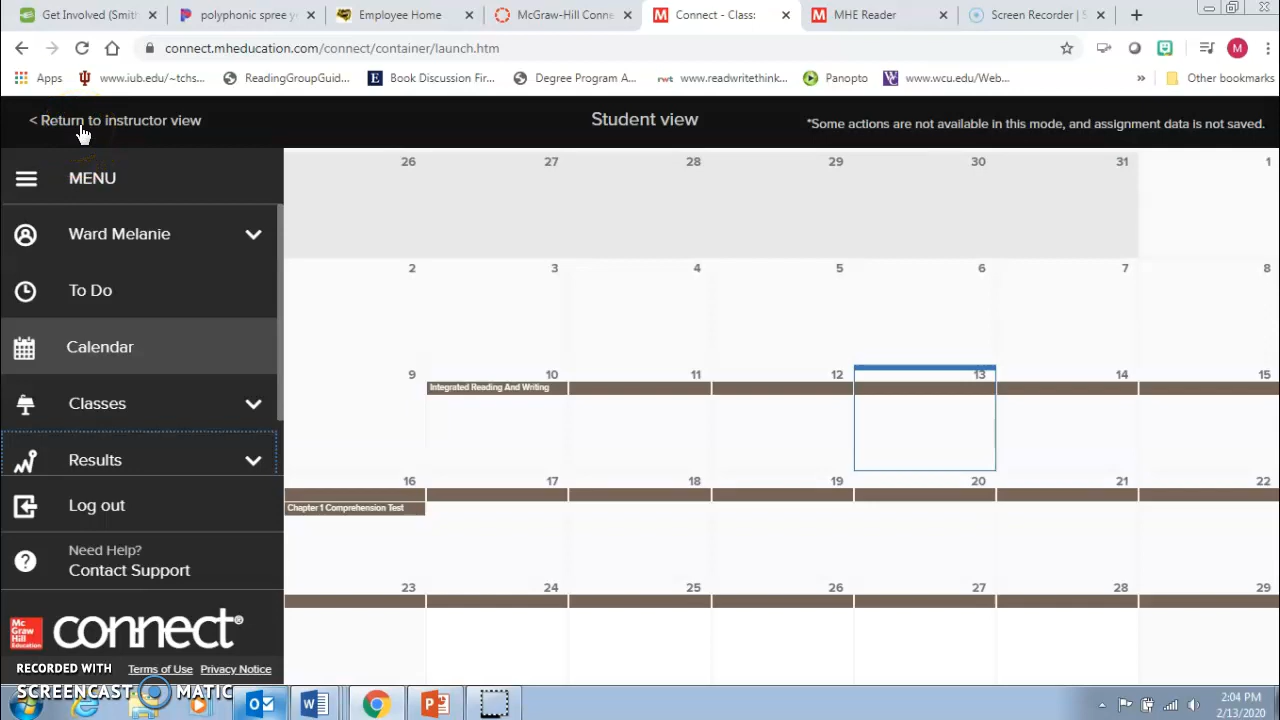 Get Involved (Smith
polyphonic spree y
Employee Home
McGraw-Hill Conne
Connect - Class:
MHE Reader
Screen Recorder | S
connect.mheducation.com/connect/container/launch.htm
M
Apps
www.iub.edu/~tchs...
ReadingGroupGuid...
Book Discussion Fir...
Degree Program A...
rwt www.readwritethink...
Panopto
www.wcu.edu/Web...
»
Other bookmarks
< Return to instructor view
Student view
*Some actions are not available in this mode, and assignment data is not saved.
MENU
Ward Melanie
To Do
Calendar
Classes
Results
Log out
Need Help?
Contact Support
Mc Graw Hill Education
connect®
RECORDED WITH
Terms of Use
Privacy Notice
SCREENCAST MATIC
26 27 28 29 30 31 1
2 3 4 5 6 7 8
9 10 11 12 13 14 15
Integrated Reading And Writing
16 17 18 19 20 21 22
Chapter 1 Comprehension Test
23 24 25 26 27 28 29
2:04 PM
2/13/2020